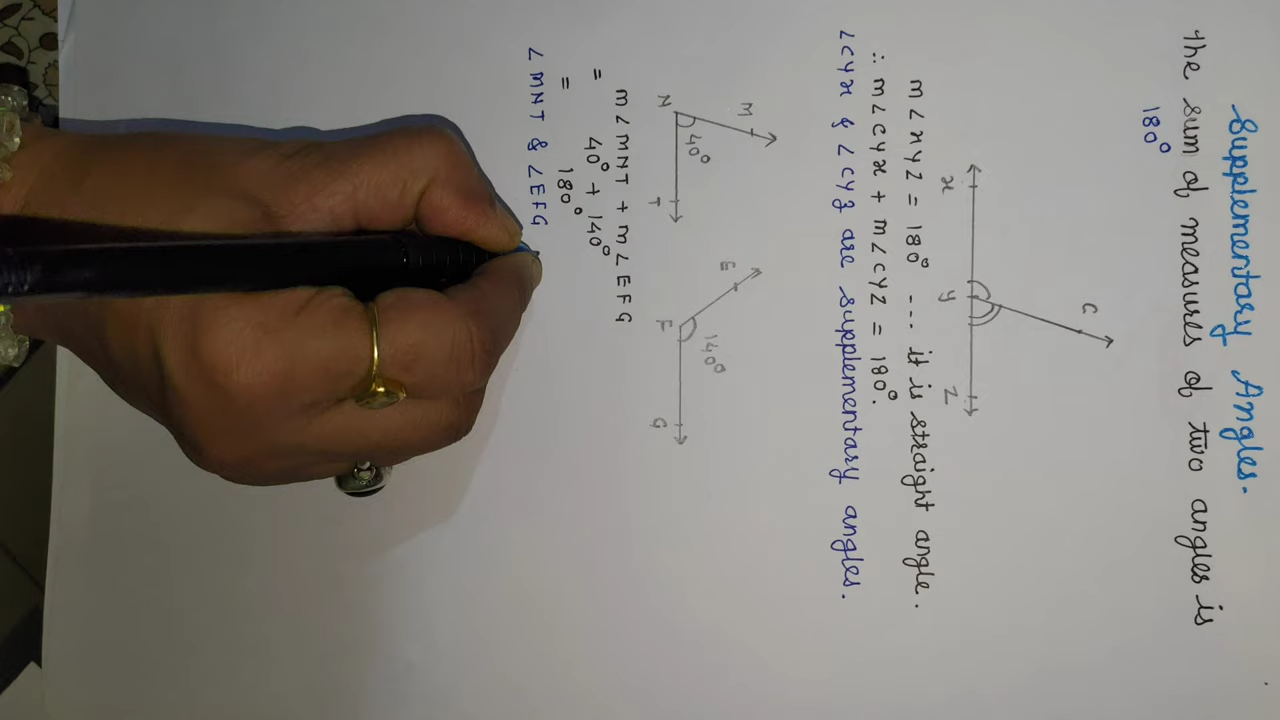 Supplementary Angles.
The sum of measures of two angles is
180°
C
x y Z
m∠xyz = 180° --- it is straight angle.
∴ m∠cyx + m∠cyz = 180°.
∠cyx & ∠cyz are supplementary angles.
M E
40° 140°
N T F G
m∠MNT + m∠EFG
= 40° + 140°
= 180°
∠MNT & ∠EFG